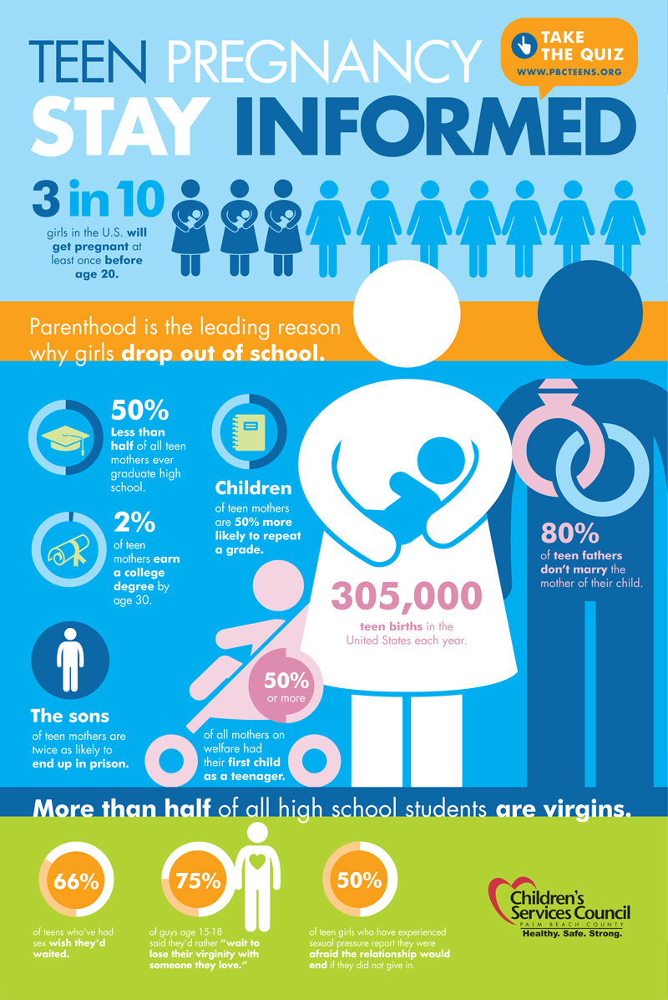 TEEN PREGNANCY
STAY INFORMED
TAKE
THE QUIZ
WWW.PBCTEENS.ORG
3 in 10
girls in the U.S. will
get pregnant at
least once before
age 20.
Parenthood is the leading reason
why girls drop out of school.
50%
Less than
half of all teen
mothers ever
graduate high
school.
Children
of teen mothers
are 50% more
likely to repeat
a grade.
2%
of teen
mothers earn
a college
degree by
age 30.
80%
of teen fathers
don't marry the
mother of their child.
305,000
teen births in the
United States each year.
The sons
of teen mothers are
twice as likely to
end up in prison.
50%
or more
of all mothers on
welfare had
their first child
as a teenager.
More than half of all high school students are virgins.
66%
of teens who've had
sex wish they'd
waited.
75%
of guys age 15-18
said they'd rather "wait to
lose their virginity with
someone they love."
50%
of teen girls who have experienced
sexual pressure report they were
afraid the relationship would
end if they did not give in.
Children's
Services Council
PALM BEACH COUNTY
Healthy. Safe. Strong.